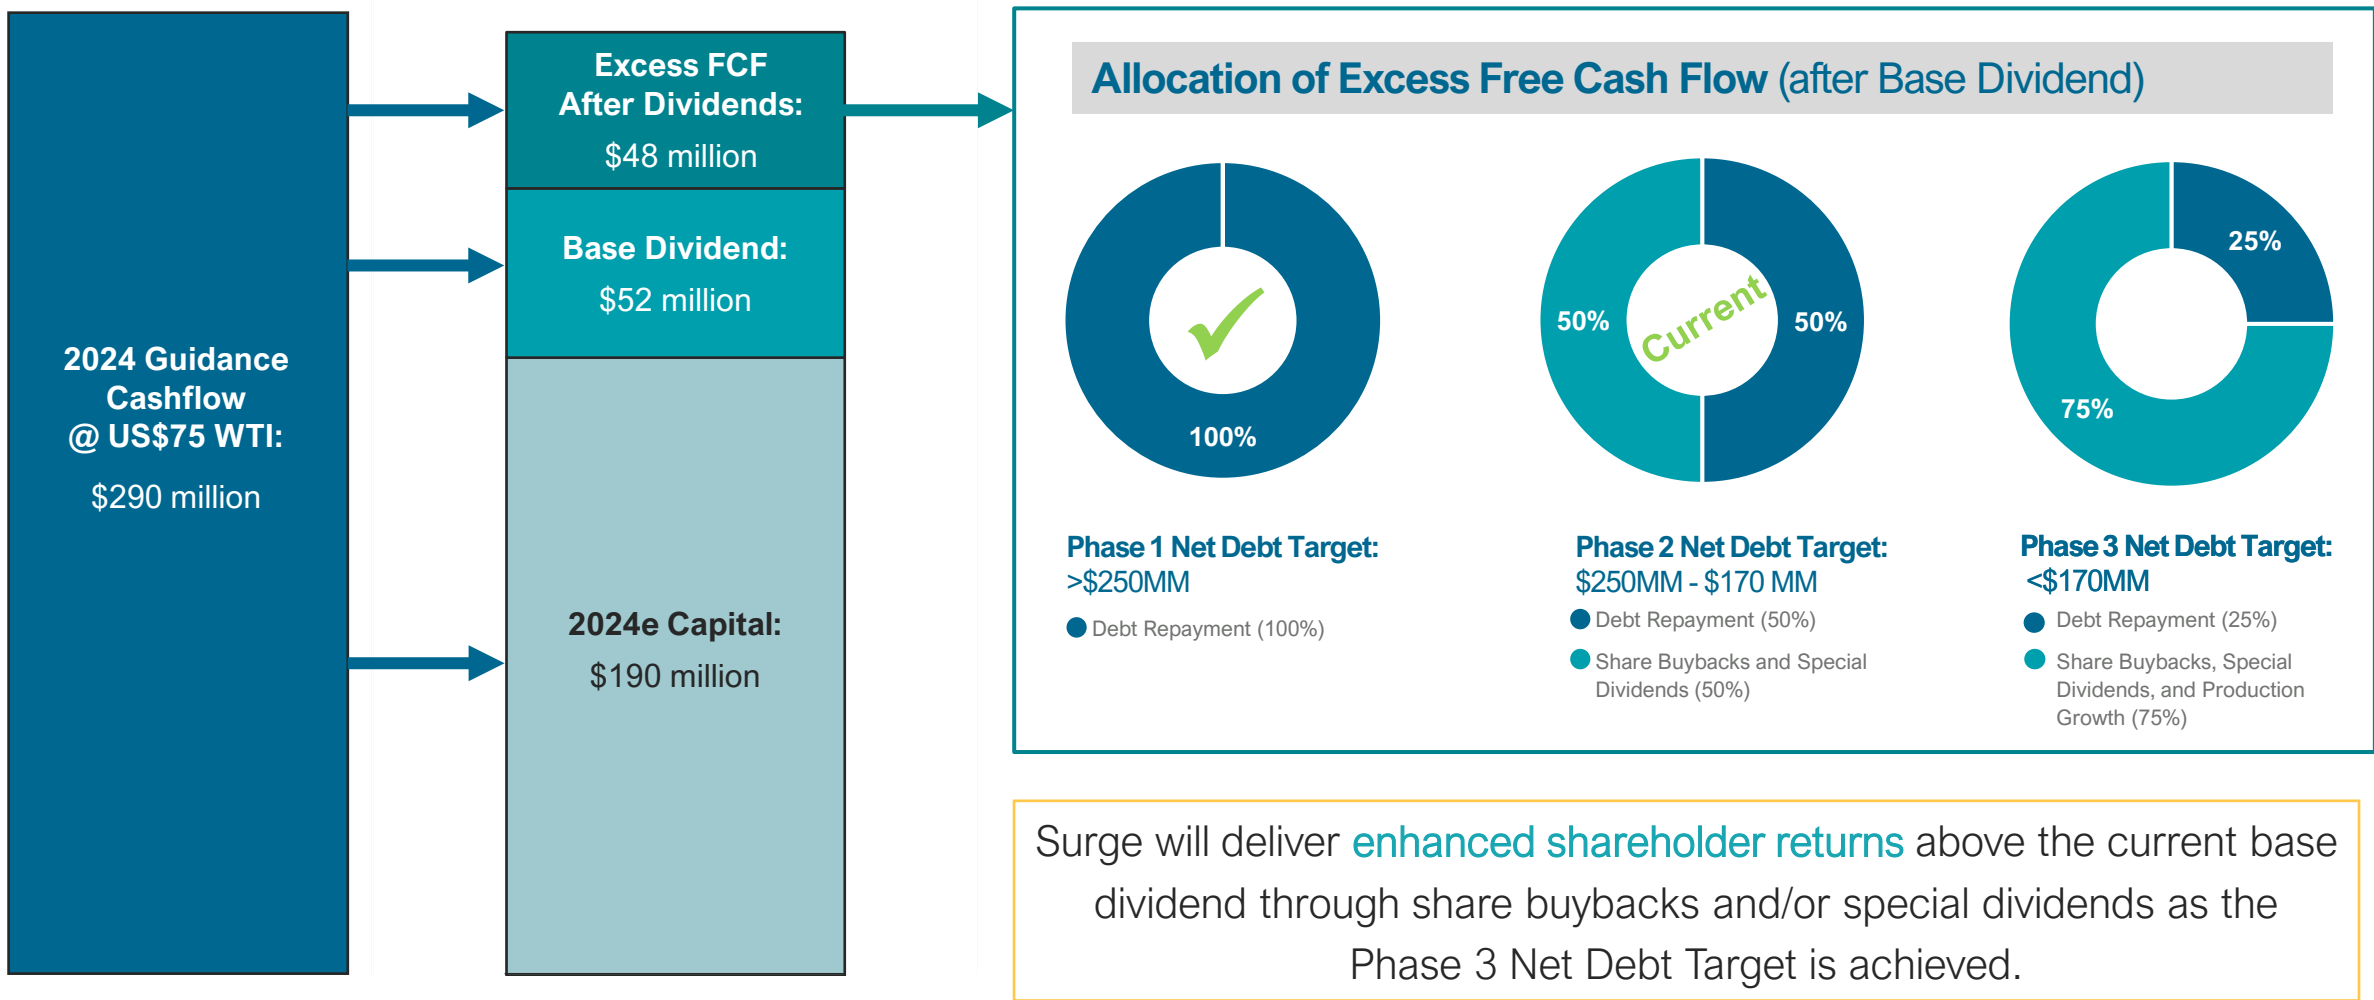 2024 Guidance
Cashflow
@ US$75 WTI:
$290 million
Excess FCF
After Dividends:
$48 million
Base Dividend:
$52 million
2024e Capital:
$190 million
Allocation of Excess Free Cash Flow (after Base Dividend)
100%
Phase 1 Net Debt Target:
>$250MM
Debt Repayment (100%)
50%
Current
50%
Phase 2 Net Debt Target:
$250MM - $170 MM
Debt Repayment (50%)
Share Buybacks and Special
Dividends (50%)
25%
75%
Phase 3 Net Debt Target:
<$170MM
Debt Repayment (25%)
Share Buybacks, Special
Dividends, and Production
Growth (75%)
Surge will deliver enhanced shareholder returns above the current base
dividend through share buybacks and/or special dividends as the
Phase 3 Net Debt Target is achieved.